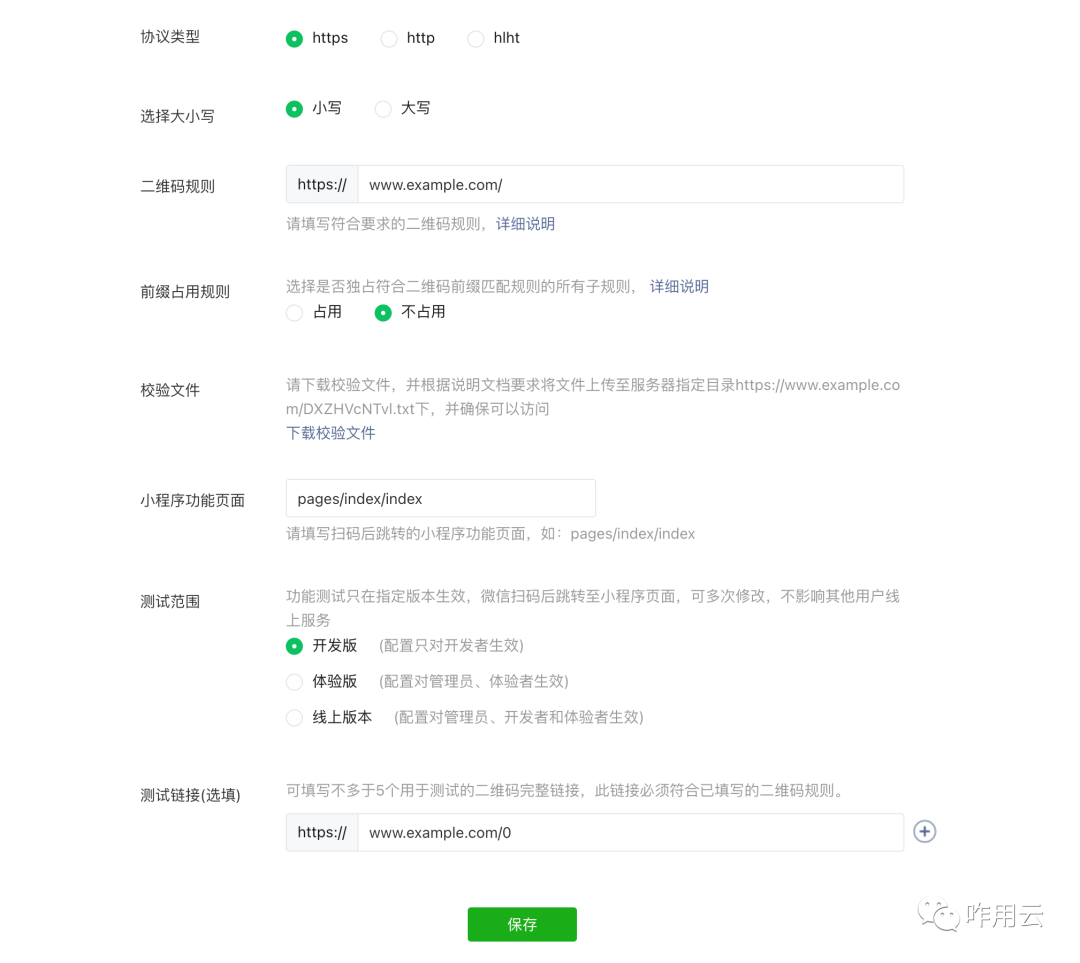 协议类型
https http hlht
选择大小写
小写 大写
二维码规则
https:// www.example.com/
请填写符合要求的二维码规则，详细说明
前缀占用规则
选择是否独占符合二维码前缀匹配规则的所有子规则， 详细说明
占用 不占用
校验文件
请下载校验文件，并根据说明文档要求将文件上传至服务器指定目录https://www.example.co
m/DXZHVcNTvl.txt下，并确保可以访问
下载校验文件
小程序功能页面
pages/index/index
请填写扫码后跳转的小程序功能页面，如：pages/index/index
测试范围
功能测试只在指定版本生效，微信扫码后跳转至小程序页面，可多次修改，不影响其他用户线
上服务
开发版 (配置只对开发者生效)
体验版 (配置对管理员、体验者生效)
线上版本 (配置对管理员、开发者和体验者生效)
测试链接(选填)
可填写不多于5个用于测试的二维码完整链接，此链接必须符合已填写的二维码规则。
https:// www.example.com/0
保存
咋用云